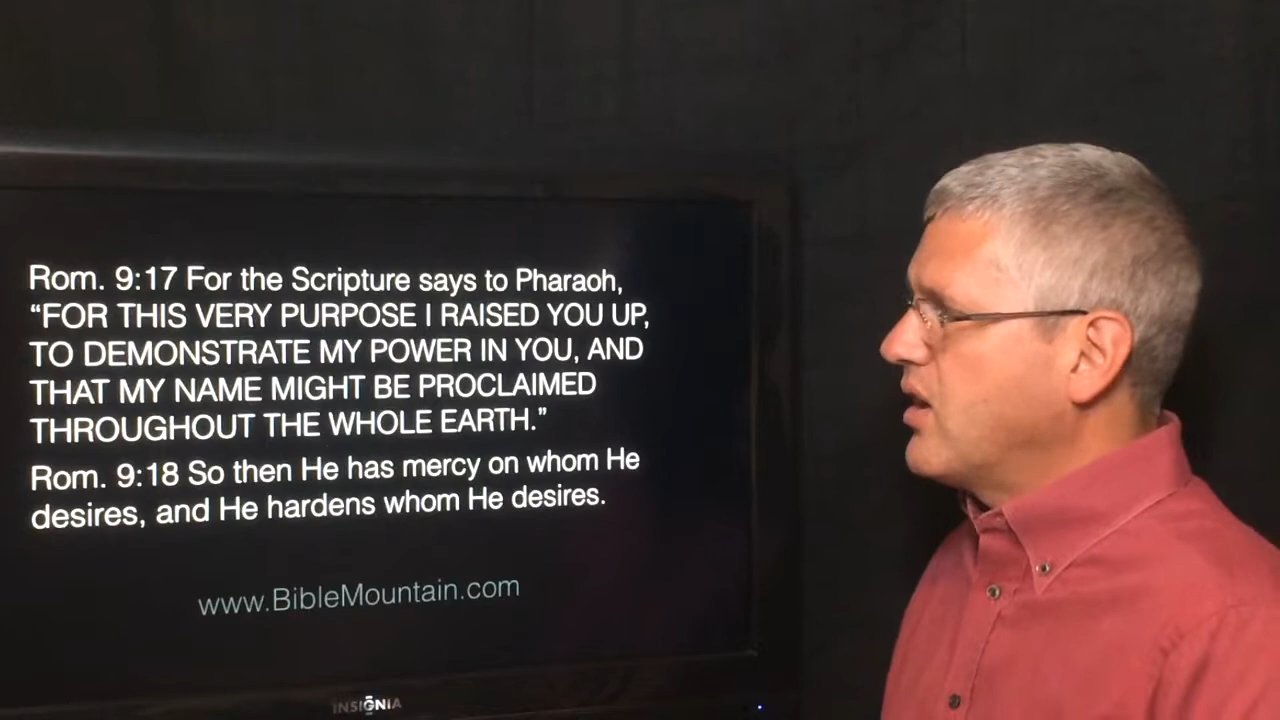 Rom. 9:17 For the Scripture says to Pharaoh,
“FOR THIS VERY PURPOSE I RAISED YOU UP,
TO DEMONSTRATE MY POWER IN YOU, AND
THAT MY NAME MIGHT BE PROCLAIMED
THROUGHOUT THE WHOLE EARTH.”
Rom. 9:18 So then He has mercy on whom He
desires, and He hardens whom He desires.
www.BibleMountain.com
INSIGNIA